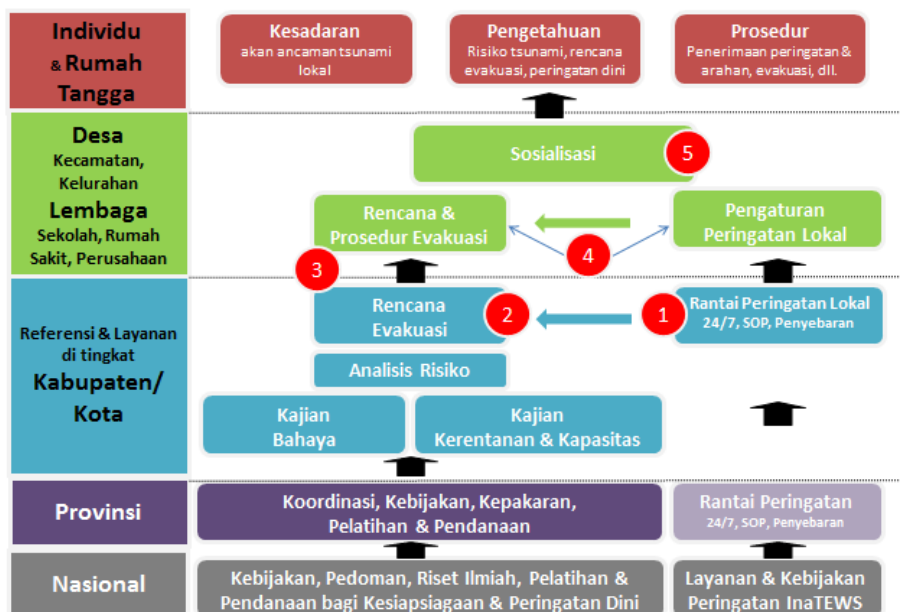 Individu
& Rumah
Tangga
Kesadaran
akan ancaman tsunami
lokal
Pengetahuan
Risiko tsunami, rencana
evakuasi, peringatan dini
Prosedur
Penerimaan peringatan &
arahan, evakuasi, dll.
Desa
Kecamatan,
Kelurahan
Lembaga
Sekolah, Rumah
Sakit, Perusahaan
Sosialisasi
5
Rencana &
Prosedur Evakuasi
4
Pengaturan
Peringatan Lokal
3
Referensi & Layanan
di tingkat
Kabupaten/
Kota
Rencana
Evakuasi
2
1
Rantai Peringatan Lokal
24/7, SOP, Penyebaran
Analisis Risiko
Kajian
Bahaya
Kajian
Kerentanan & Kapasitas
Provinsi
Koordinasi, Kebijakan, Kepakaran,
Pelatihan & Pendanaan
Rantai Peringatan
24/7, SOP, Penyebaran
Nasional
Kebijakan, Pedoman, Riset Ilmiah, Pelatihan &
Pendanaan bagi Kesiapsiagaan & Peringatan Dini
Layanan & Kebijakan
Peringatan InaTEWS